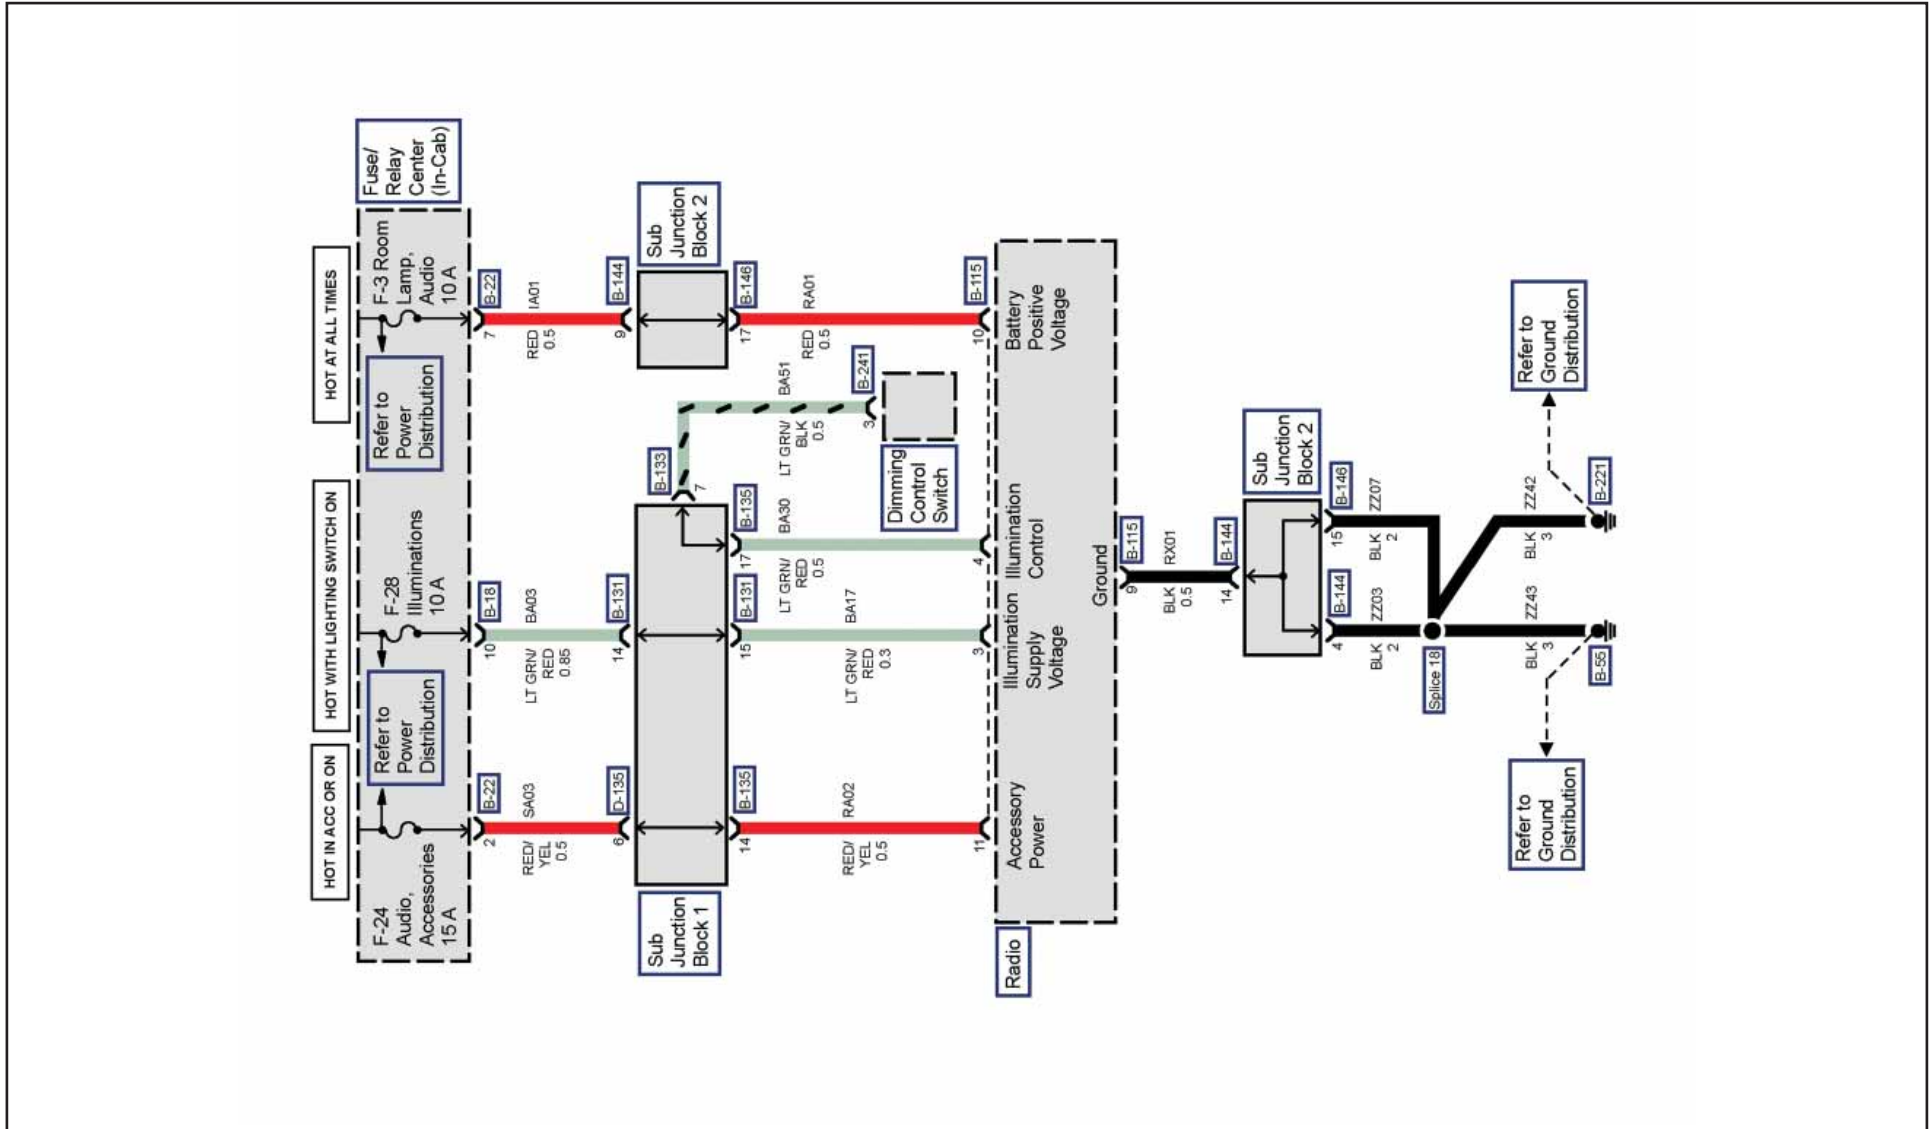 HOT IN ACC OR ON
HOT WITH LIGHTING SWITCH ON
HOT AT ALL TIMES
Fuse/
Relay
Center
(In-Cab)
F-24
Audio,
Accessories
15 A
Refer to
Power
Distribution
F-28
Illuminations
10 A
Refer to
Power
Distribution
F-3 Room
Lamp,
Audio
10 A
2
B-22
10
B-18
7
B-22
RED/
YEL
0.5
SA03
LT GRN/
RED
0.85
BA03
RED
0.5
IA01
6
D-135
14
B-131
9
B-144
Sub
Junction
Block 1
B-133
7
Sub
Junction
Block 2
14
B-135
15
B-131
17
B-135
17
B-146
RED/
YEL
0.5
RA02
LT GRN/
RED
0.3
BA17
LT GRN/
RED
0.5
BA30
LT GRN/
BLK
0.5
BA51
RED
0.5
RA01
3
B-241
Dimming
Control
Switch
11
3
4
10
B-115
Radio
Accessory
Power
Illumination
Supply
Voltage
Illumination
Control
Battery
Positive
Voltage
Ground
9
B-115
BLK
0.5
RX01
14
B-144
Sub
Junction
Block 2
4
B-144
15
B-146
BLK
2
ZZ03
BLK
2
ZZ07
Splice 18
BLK
3
ZZ43
BLK
3
ZZ42
B-55
B-221
Refer to
Ground
Distribution
Refer to
Ground
Distribution